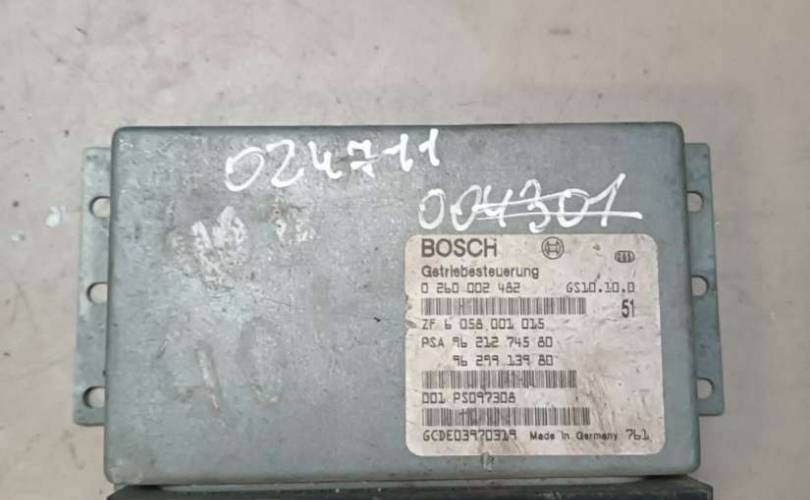 024711
004301
BOSCH
Getriebesteuerung
0 260 002 482 GS10.10.0
51
ZF 6 058 001 015
PSA 96 212 745 80
96 299 139 80
001 PS097308
GCDE03970319 Made in Germany 761